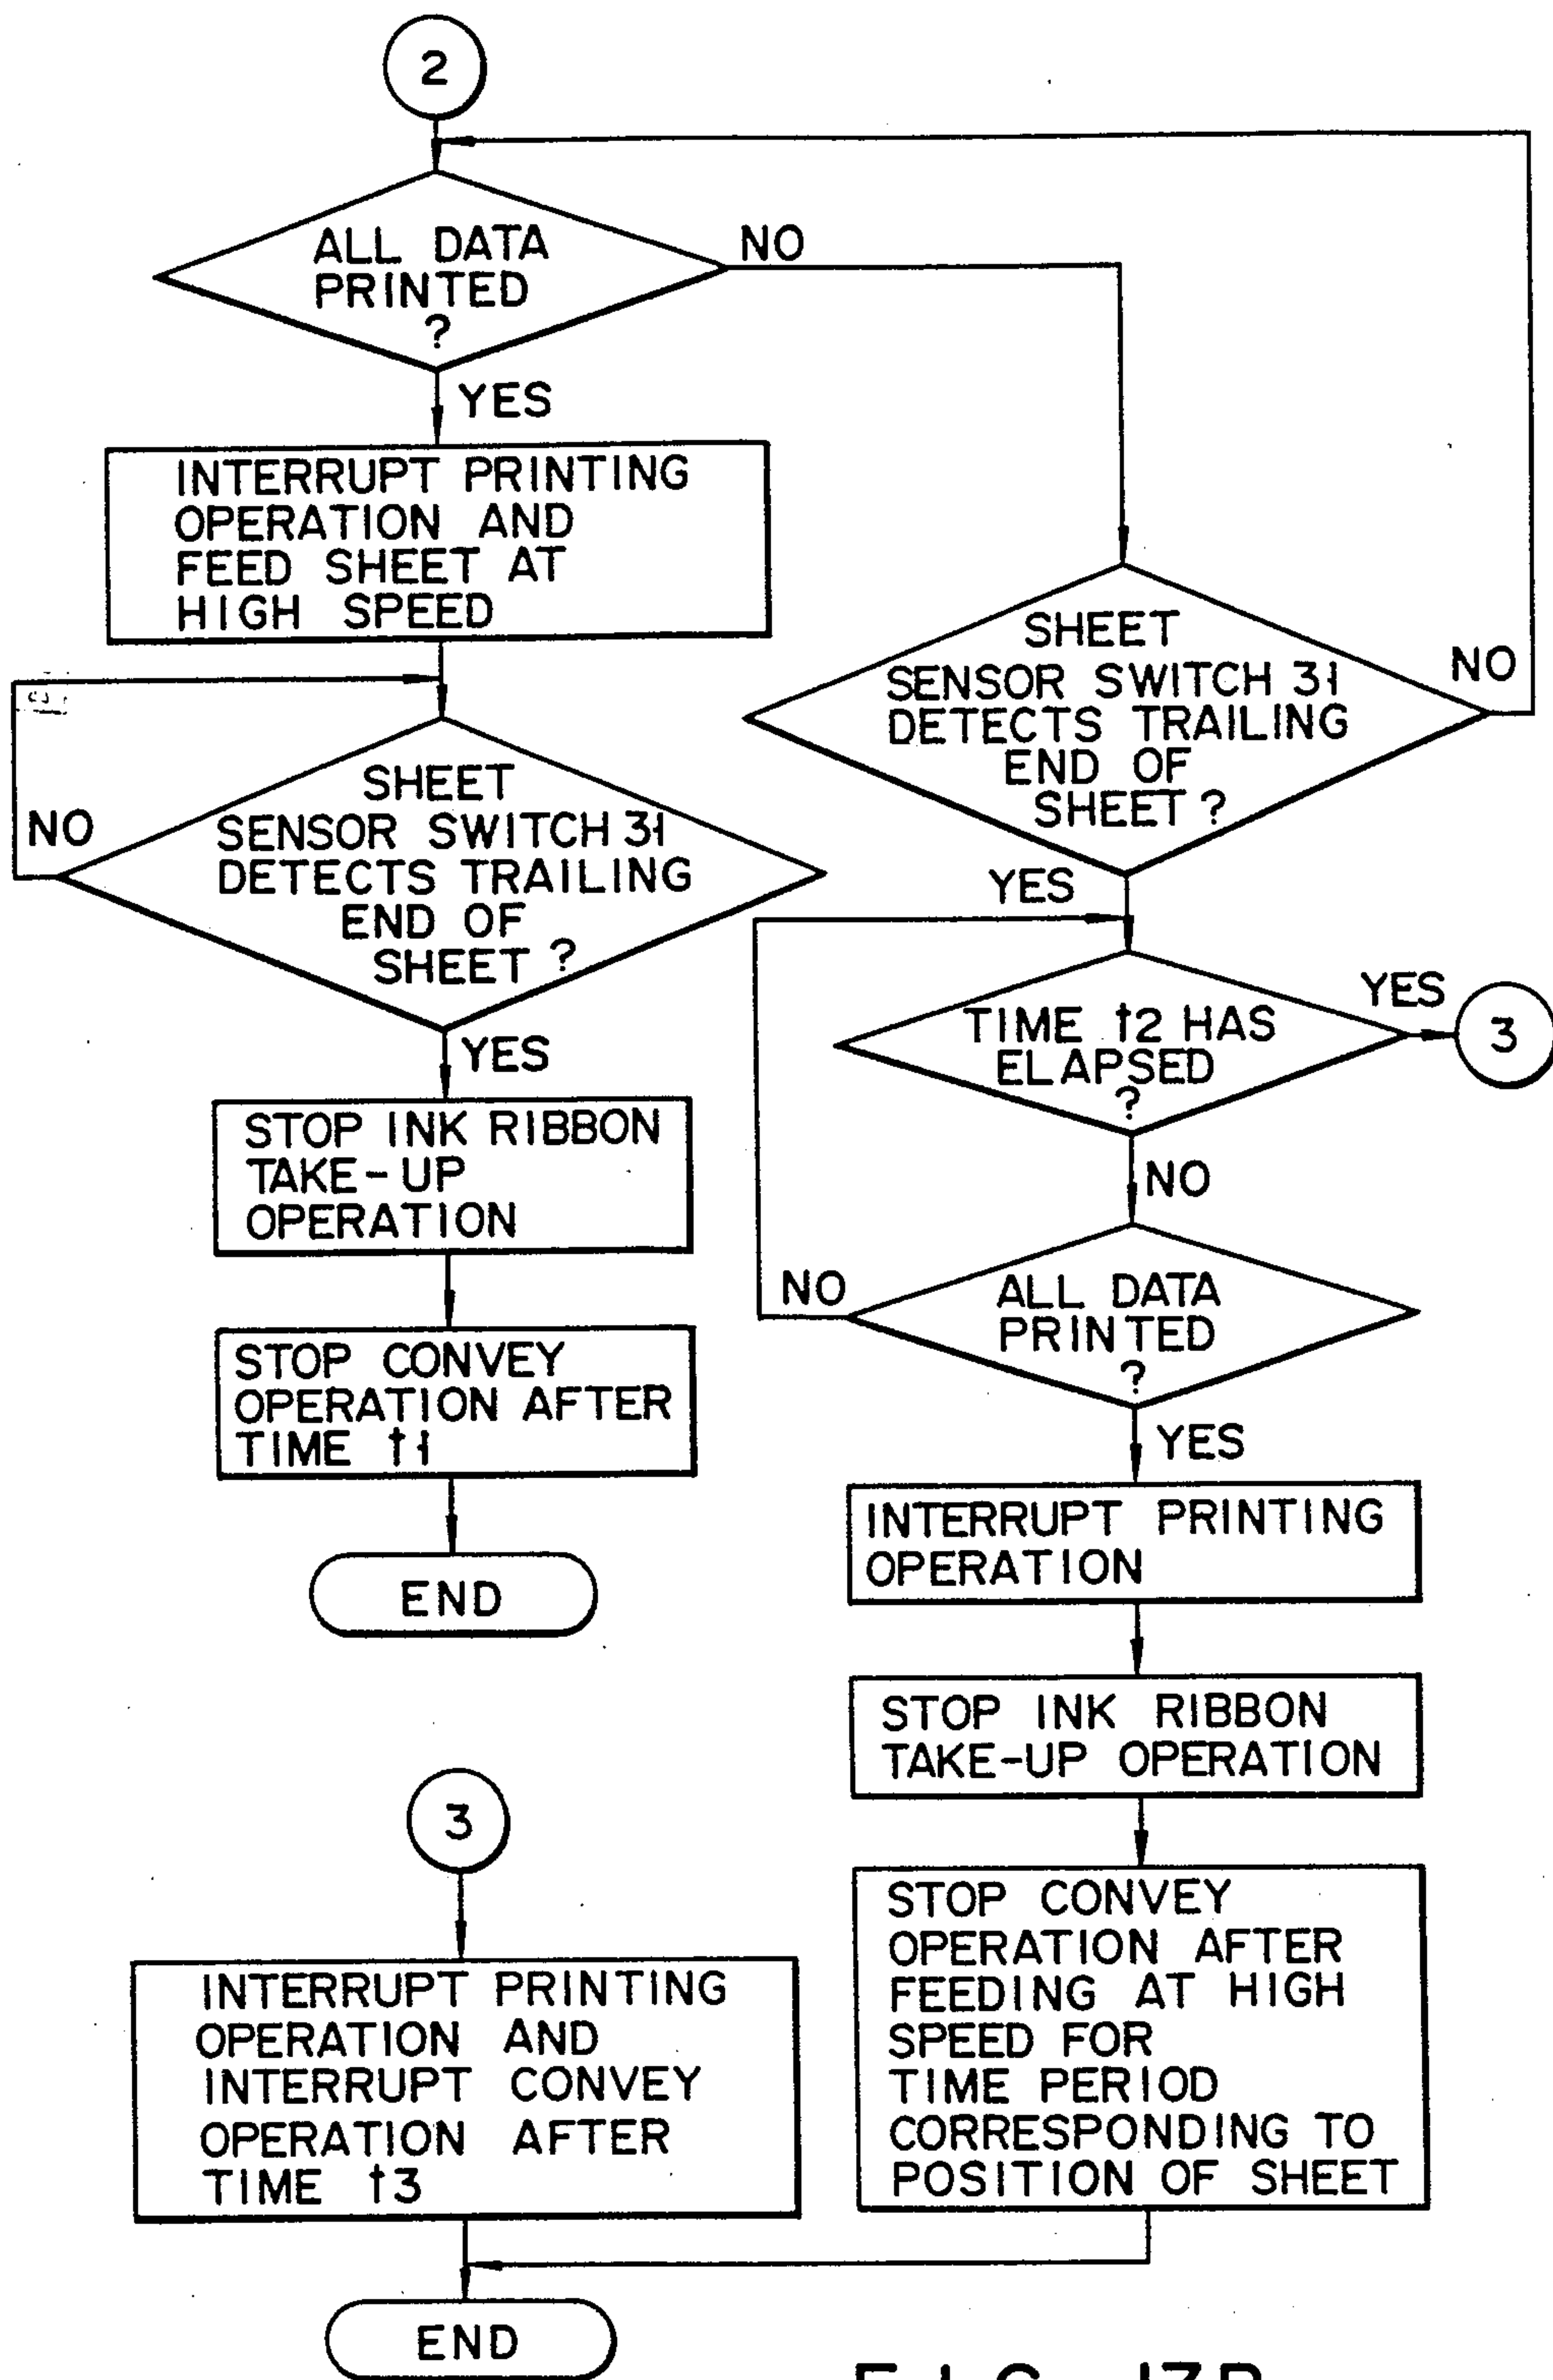 2
ALL DATA
PRINTED
?
NO
YES
INTERRUPT PRINTING
OPERATION AND
FEED SHEET AT
HIGH SPEED
SHEET
SENSOR SWITCH 31
DETECTS TRAILING
END OF
SHEET ?
NO
YES
STOP INK RIBBON
TAKE-UP
OPERATION
STOP CONVEY
OPERATION AFTER
TIME t1
END
SHEET
SENSOR SWITCH 31
DETECTS TRAILING
END OF
SHEET ?
NO
YES
TIME t2 HAS
ELAPSED
?
YES
3
NO
ALL DATA
PRINTED
?
NO
YES
INTERRUPT PRINTING
OPERATION
STOP INK RIBBON
TAKE-UP OPERATION
STOP CONVEY
OPERATION AFTER
FEEDING AT HIGH
SPEED FOR
TIME PERIOD
CORRESPONDING TO
POSITION OF SHEET
3
INTERRUPT PRINTING
OPERATION AND
INTERRUPT CONVEY
OPERATION AFTER
TIME t3
END
FIG. 13B